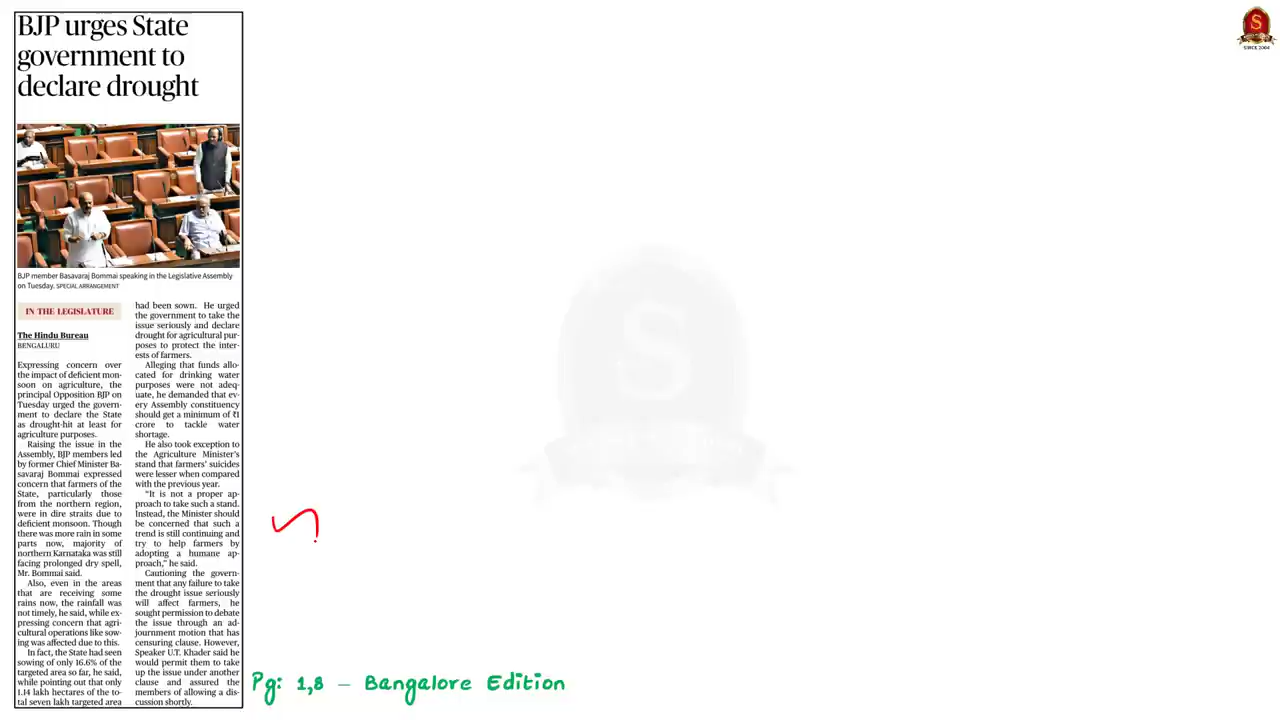 BJP urges State
government to
declare drought
BJP member Basavaraj Bommai speaking in the Legislative Assembly
on Tuesday. SPECIAL ARRANGEMENT
IN THE LEGISLATURE
The Hindu Bureau
BENGALURU
Expressing concern over
the impact of deficient mon-
soon on agriculture, the
principal Opposition BJP on
Tuesday urged the govern-
ment to declare the State
as drought-hit at least for
agriculture purposes.
Raising the issue in the
Assembly, BJP members led
by former Chief Minister Ba-
savaraj Bommai expressed
concern that farmers of the
State, particularly those
from the northern region,
were in dire straits due to
deficient monsoon. Though
there was more rain in some
parts now, majority of
northern Karnataka was still
facing prolonged dry spell,
Mr. Bommai said.
Also, even in the areas
that are receiving some
rains now, the rainfall was
not timely, he said, while ex-
pressing concern that agri-
cultural operations like sow-
ing was affected due to this.
In fact, the State had seen
sowing of only 16.6% of the
targeted area so far, he said,
while pointing out that only
1.14 lakh hectares of the to-
tal seven lakh targeted area
had been sown. He urged
the government to take the
issue seriously and declare
drought for agricultural pur-
poses to protect the inter-
ests of farmers.
Alleging that funds allo-
cated for drinking water
purposes were not adeq-
uate, he demanded that ev-
ery Assembly constituency
should get a minimum of ₹1
crore to tackle water
shortage.
He also took exception to
the Agriculture Minister's
stand that farmers' suicides
were lesser when compared
with the previous year.
"It is not a proper ap-
proach to take such a stand.
Instead, the Minister should
be concerned that such a
trend is still continuing and
try to help farmers by
adopting a humane ap-
proach," he said.
Cautioning the govern-
ment that any failure to take
the drought issue seriously
will affect farmers, he
sought permission to debate
the issue through an ad-
journment motion that has
censuring clause. However,
Speaker U.T. Khader said he
would permit them to take
up the issue under another
clause and assured the
members of allowing a dis-
cussion shortly.
Pg: 1,8 – Bangalore Edition
S
SINCE 2004
S